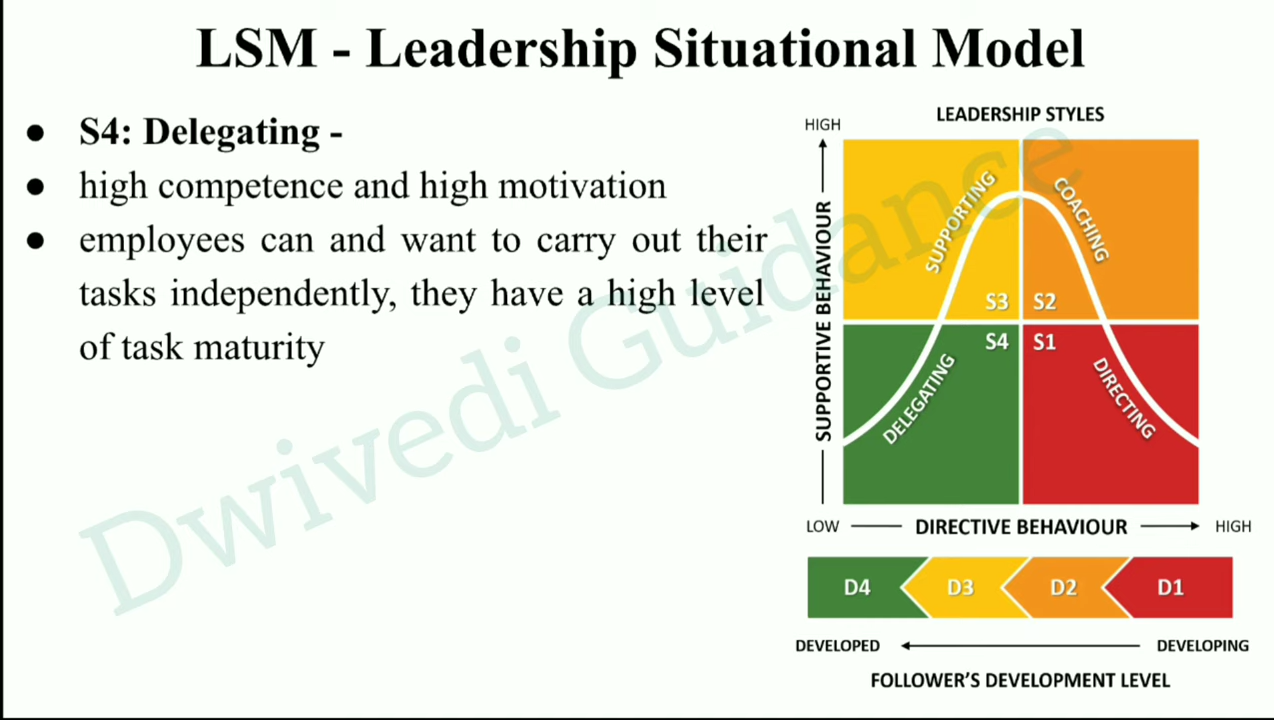 LSM - Leadership Situational Model
● S4: Delegating -
● high competence and high motivation
● employees can and want to carry out their
tasks independently, they have a high level
of task maturity
LEADERSHIP STYLES
HIGH
SUPPORTIVE BEHAVIOUR
SUPPORTING
COACHING
S3 S2
S4 S1
DELEGATING
DIRECTING
LOW DIRECTIVE BEHAVIOUR HIGH
D4 D3 D2 D1
DEVELOPED DEVELOPING
FOLLOWER'S DEVELOPMENT LEVEL
Dwivedi Guidance